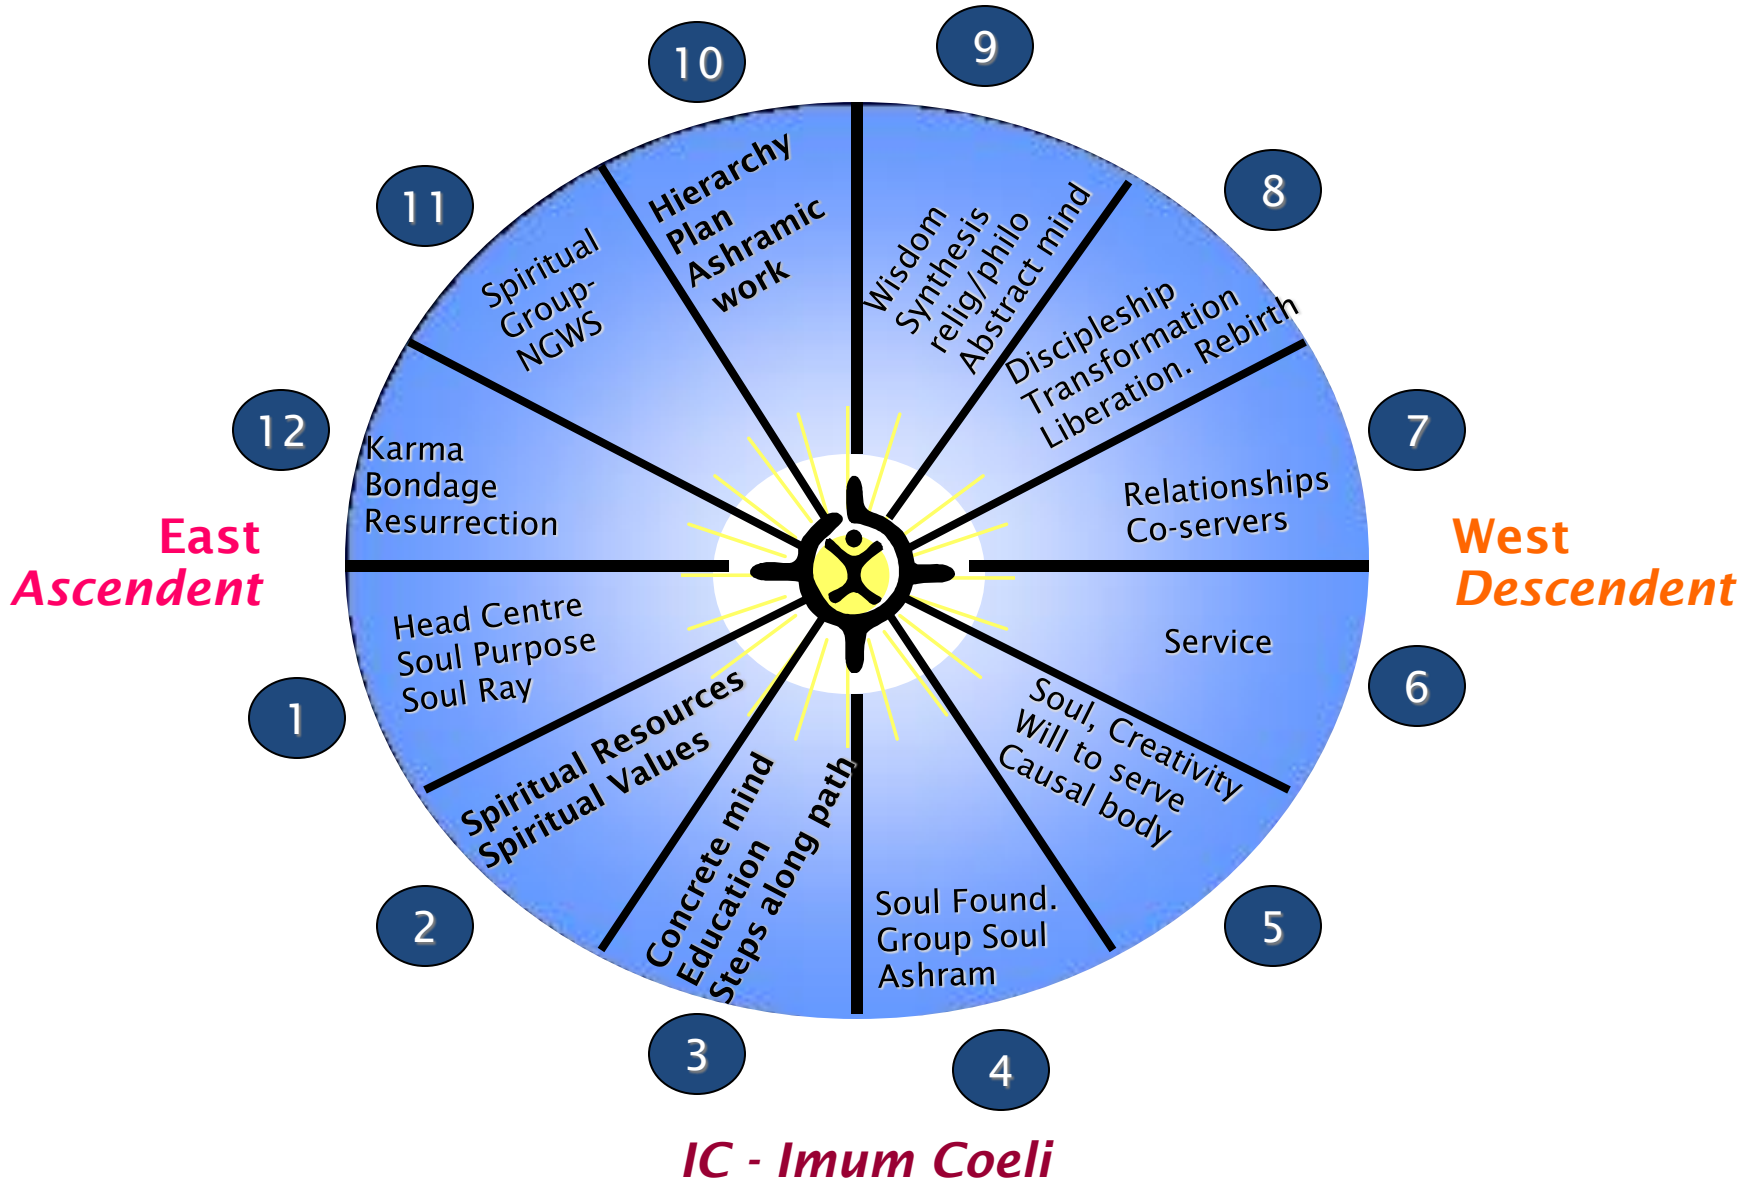 10
9
11
8
12
7
1
6
2
5
3
4
Hierarchy
Plan
Ashramic
work
Wisdom
Synthesis
relig/philo
Abstract mind
Spiritual
Group-
NGWS
Discipleship
Transformation
Liberation. Rebirth
Karma
Bondage
Resurrection
Relationships
Co-servers
East
Ascendent
West
Descendent
Head Centre
Soul Purpose
Soul Ray
Service
Spiritual Resources
Spiritual Values
Soul, Creativity
Will to serve
Causal body
Concrete mind
Education
Steps along path
Soul Found.
Group Soul
Ashram
IC - Imum Coeli